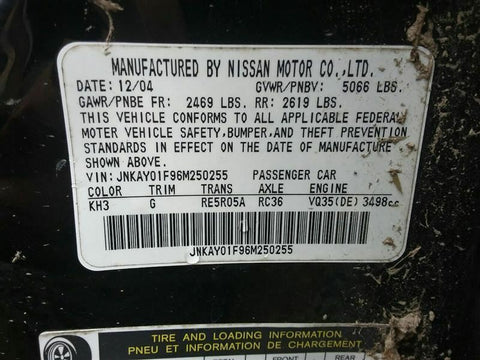 MANUFACTURED BY NISSAN MOTOR CO.,LTD.
DATE: 12/04 GVWR/PNBV: 5066 LBS.
GAWR/PNBE FR: 2469 LBS. RR: 2619 LBS.
THIS VEHICLE CONFORMS TO ALL APPLICABLE FEDERAL
MOTER VEHICLE SAFETY, BUMPER, AND THEFT PREVENTION
STANDARDS IN EFFECT ON THE DATE OF MANUFACTURE
SHOWN ABOVE.
VIN: JNKAY01F96M250255 PASSENGER CAR
COLOR TRIM TRANS AXLE ENGINE
KH3 G RE5R05A RC36 VQ35(DE) 3498cc
JNKAY01F96M250255
TIRE AND LOADING INFORMATION
PNEU ET INFORMATION DE CHARGEMENT